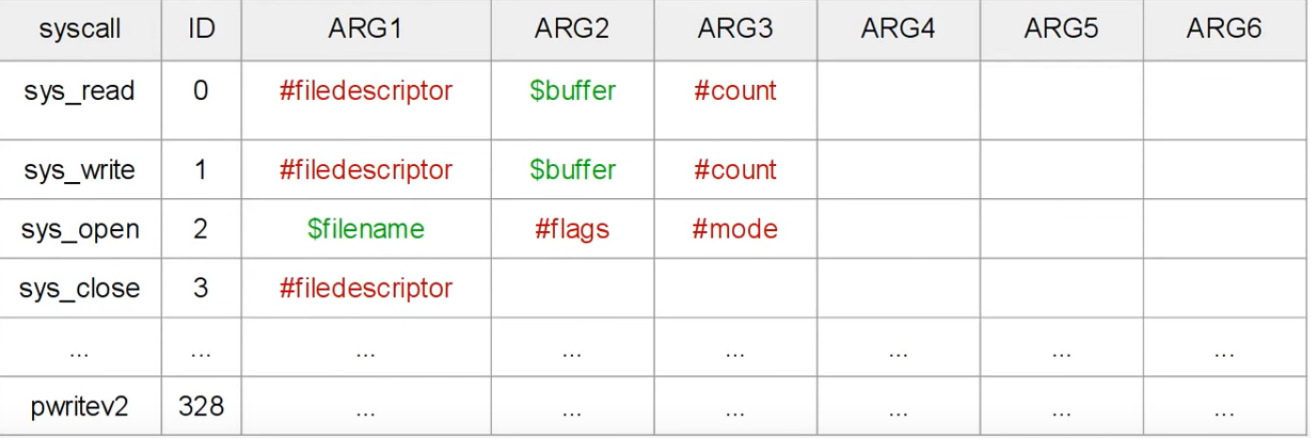 syscall ID ARG1 ARG2 ARG3 ARG4 ARG5 ARG6
sys_read 0 #filedescriptor $buffer #count
sys_write 1 #filedescriptor $buffer #count
sys_open 2 $filename #flags #mode
sys_close 3 #filedescriptor
... ... ... ... ... ... ... ...
pwritev2 328 ... ... ... ... ... ...